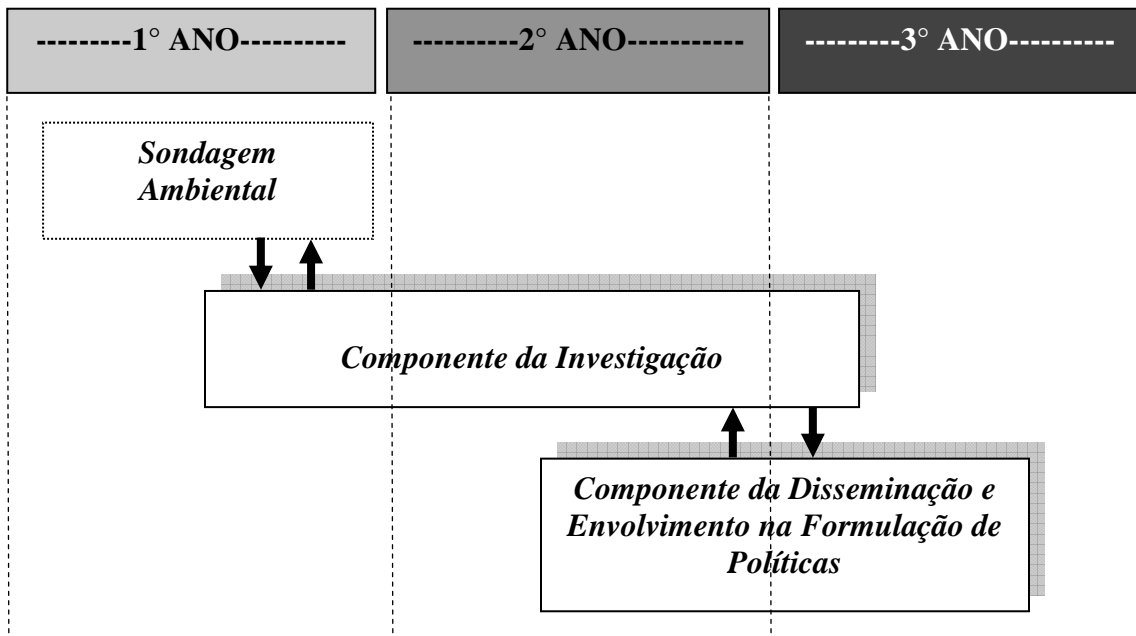 ---------1° ANO----------
----------2° ANO-----------
---------3° ANO----------
Sondagem
Ambiental
Componente da Investigação
Componente da Disseminação e
Envolvimento na Formulação de
Políticas